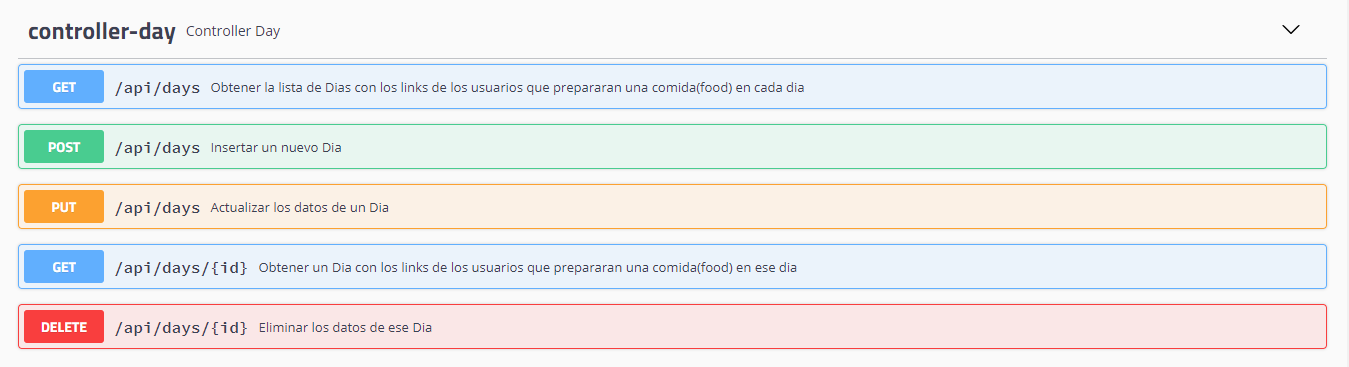 controller-day Controller Day
GET /api/days Obtener la lista de Dias con los links de los usuarios que prepararan una comida(food) en cada dia
POST /api/days Insertar un nuevo Dia
PUT /api/days Actualizar los datos de un Dia
GET /api/days/{id} Obtener un Dia con los links de los usuarios que prepararan una comida(food) en ese dia
DELETE /api/days/{id} Eliminar los datos de ese Dia